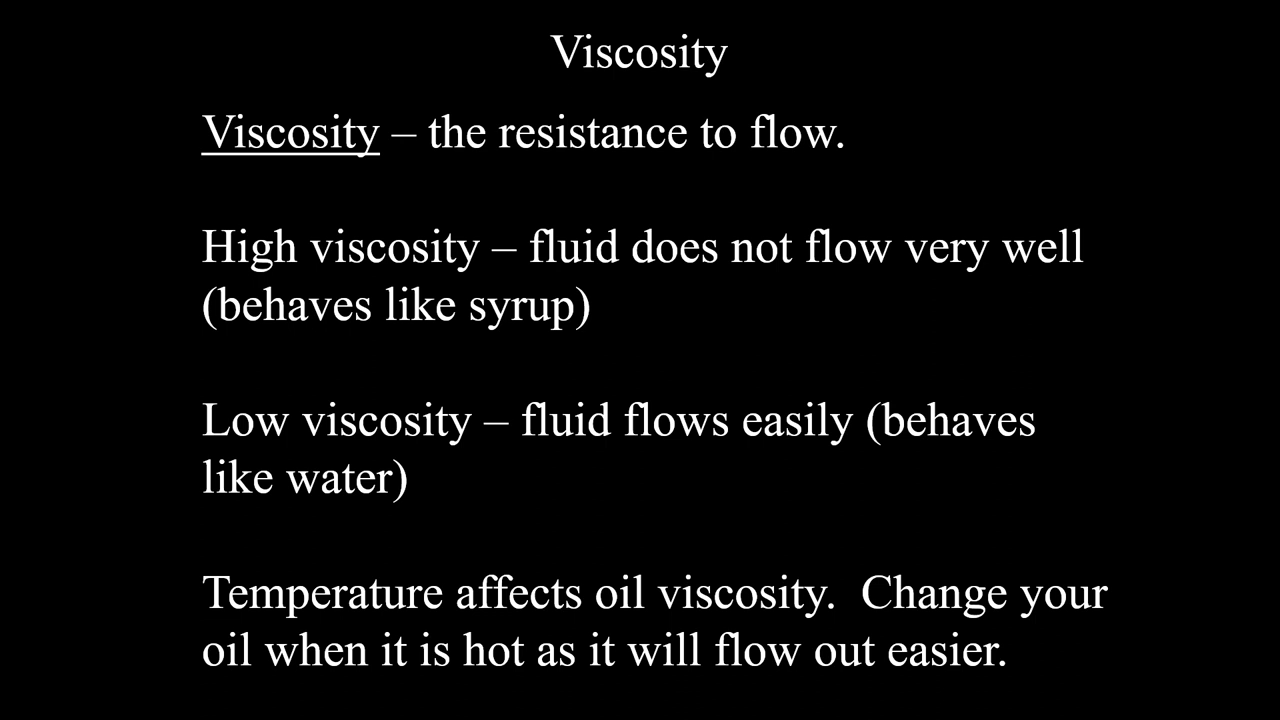 Viscosity
Viscosity – the resistance to flow.
High viscosity – fluid does not flow very well
(behaves like syrup)
Low viscosity – fluid flows easily (behaves
like water)
Temperature affects oil viscosity.  Change your
oil when it is hot as it will flow out easier.